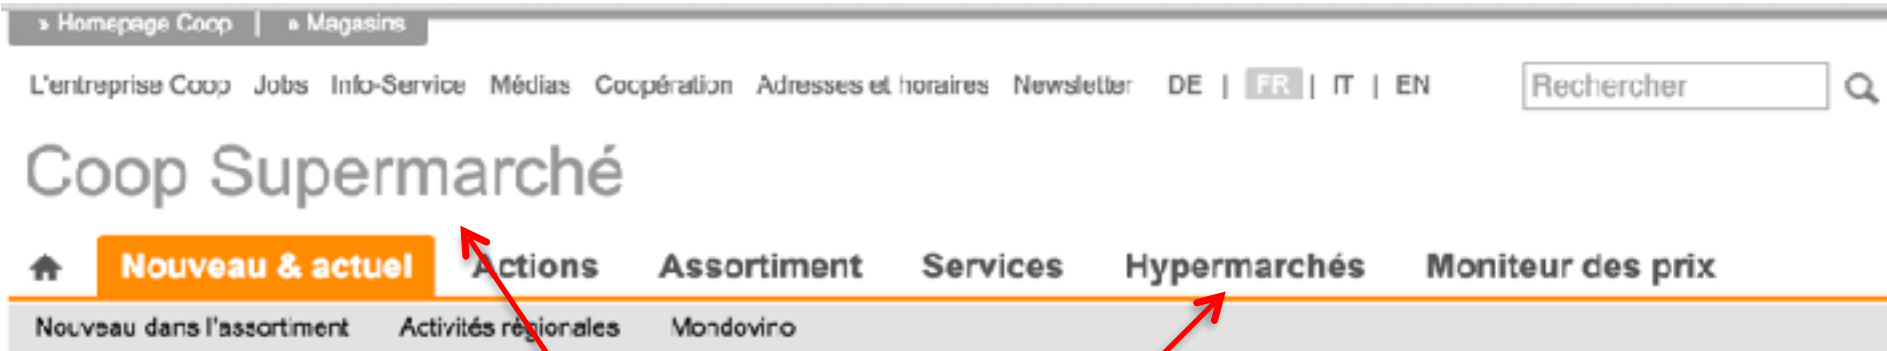 » Homepage Coop | » Magasins
L'entreprise Coop Jobs Info-Service Médias Coopération Adresses et horaires Newsletter DE | FR | IT | EN Rechercher
Coop Supermarché
Nouveau & actuel Actions Assortiment Services Hypermarchés Moniteur des prix
Nouveau dans l'assortiment Activités régionales Mondovino